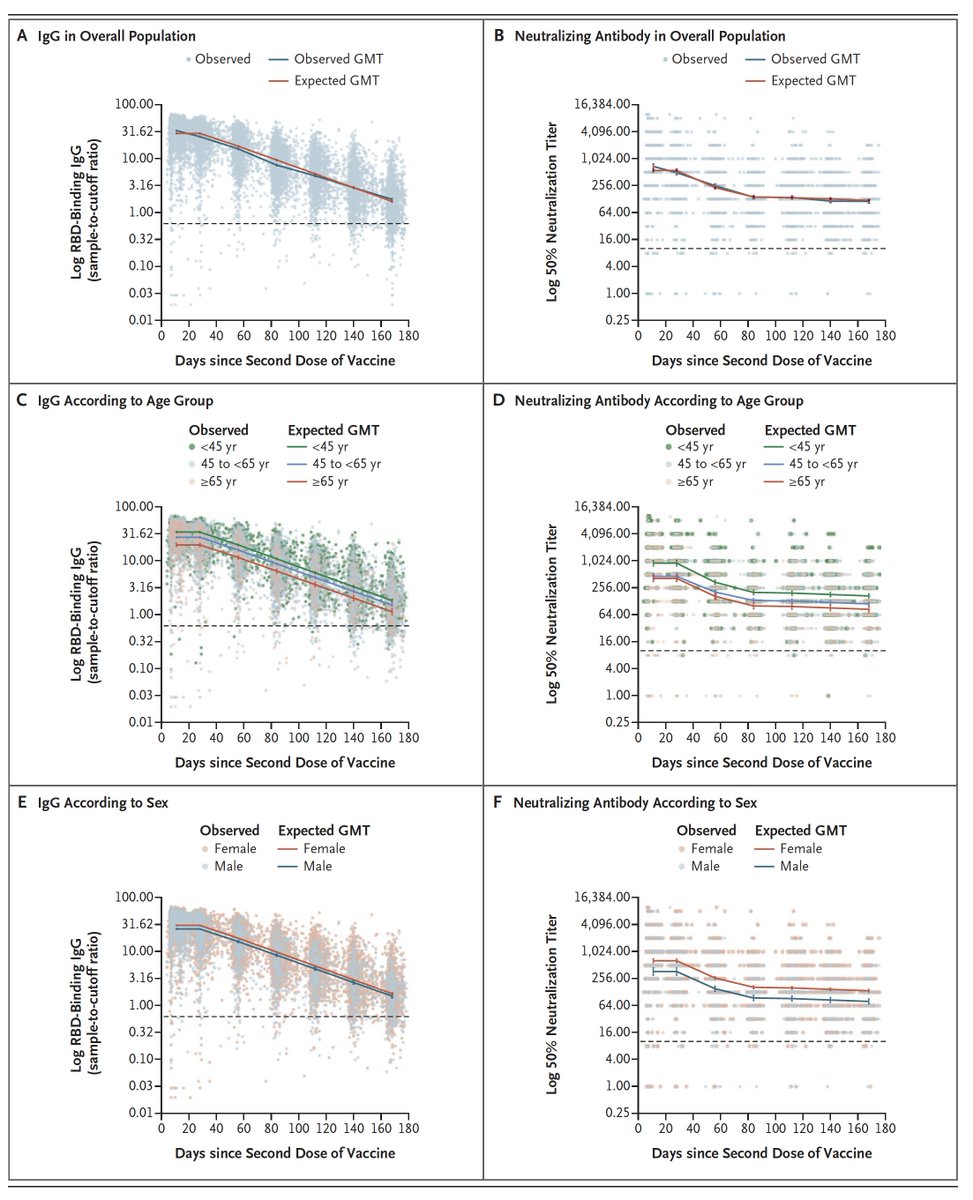 A IgG in Overall Population
Observed
Observed GMT
Expected GMT
Log RBD-Binding IgG
(sample-to-cutoff ratio)
100.00
31.62
10.00
3.16
1.00
0.32
0.10
0.03
0.01
0 20 40 60 80 100 120 140 160 180
Days since Second Dose of Vaccine
B Neutralizing Antibody in Overall Population
Observed
Observed GMT
Expected GMT
Log 50% Neutralization Titer
16,384.00
4,096.00
1,024.00
256.00
64.00
16.00
4.00
1.00
0.25
0 20 40 60 80 100 120 140 160 180
Days since Second Dose of Vaccine
C IgG According to Age Group
Observed Expected GMT
<45 yr <45 yr
45 to <65 yr 45 to <65 yr
≥65 yr ≥65 yr
Log RBD-Binding IgG
(sample-to-cutoff ratio)
100.00
31.62
10.00
3.16
1.00
0.32
0.10
0.03
0.01
0 20 40 60 80 100 120 140 160 180
Days since Second Dose of Vaccine
D Neutralizing Antibody According to Age Group
Observed Expected GMT
<45 yr <45 yr
45 to <65 yr 45 to <65 yr
≥65 yr ≥65 yr
Log 50% Neutralization Titer
16,384.00
4,096.00
1,024.00
256.00
64.00
16.00
4.00
1.00
0.25
0 20 40 60 80 100 120 140 160 180
Days since Second Dose of Vaccine
E IgG According to Sex
Observed Expected GMT
Female Female
Male Male
Log RBD-Binding IgG
(sample-to-cutoff ratio)
100.00
31.62
10.00
3.16
1.00
0.32
0.10
0.03
0.01
0 20 40 60 80 100 120 140 160 180
Days since Second Dose of Vaccine
F Neutralizing Antibody According to Sex
Observed Expected GMT
Female Female
Male Male
Log 50% Neutralization Titer
16,384.00
4,096.00
1,024.00
256.00
64.00
16.00
4.00
1.00
0.25
0 20 40 60 80 100 120 140 160 180
Days since Second Dose of Vaccine